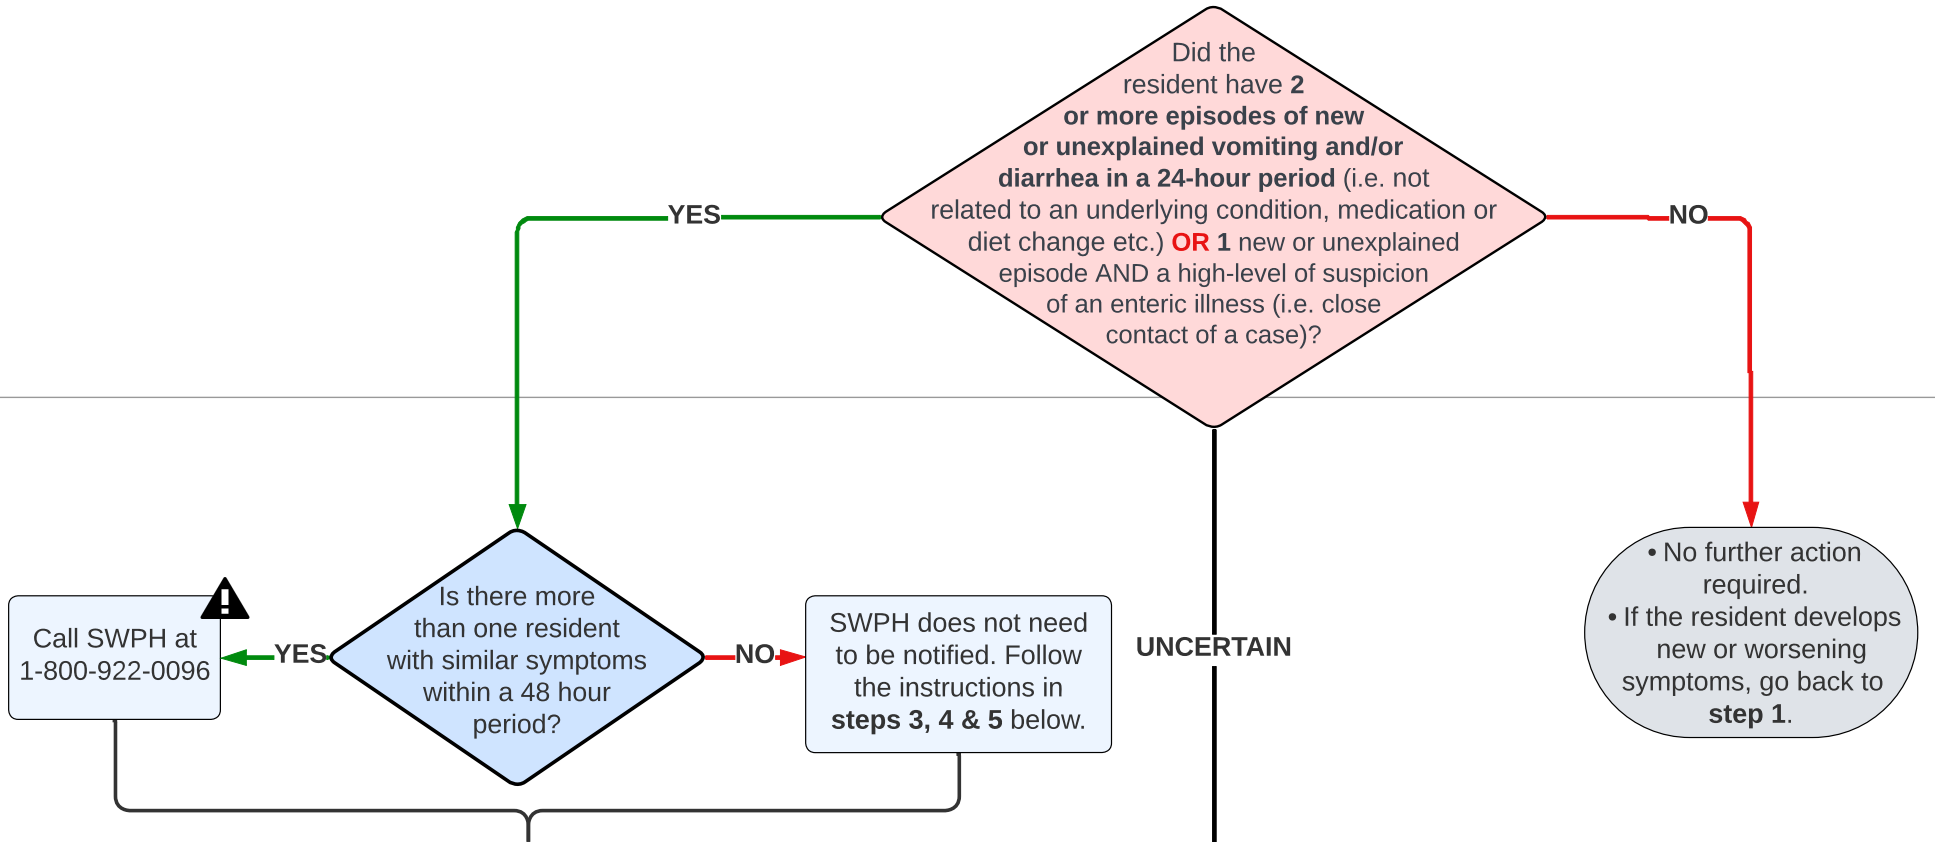 Did the
resident have 2
or more episodes of new
or unexplained vomiting and/or
diarrhea in a 24-hour period (i.e. not
related to an underlying condition, medication or
diet change etc.) OR 1 new or unexplained
episode AND a high-level of suspicion
of an enteric illness (i.e. close
contact of a case)?
YES
NO
Is there more
than one resident
with similar symptoms
within a 48 hour
period?
YES
NO
Call SWPH at
1-800-922-0096
SWPH does not need
to be notified. Follow
the instructions in
steps 3, 4 & 5 below.
UNCERTAIN
• No further action
required.
• If the resident develops
new or worsening
symptoms, go back to
step 1.